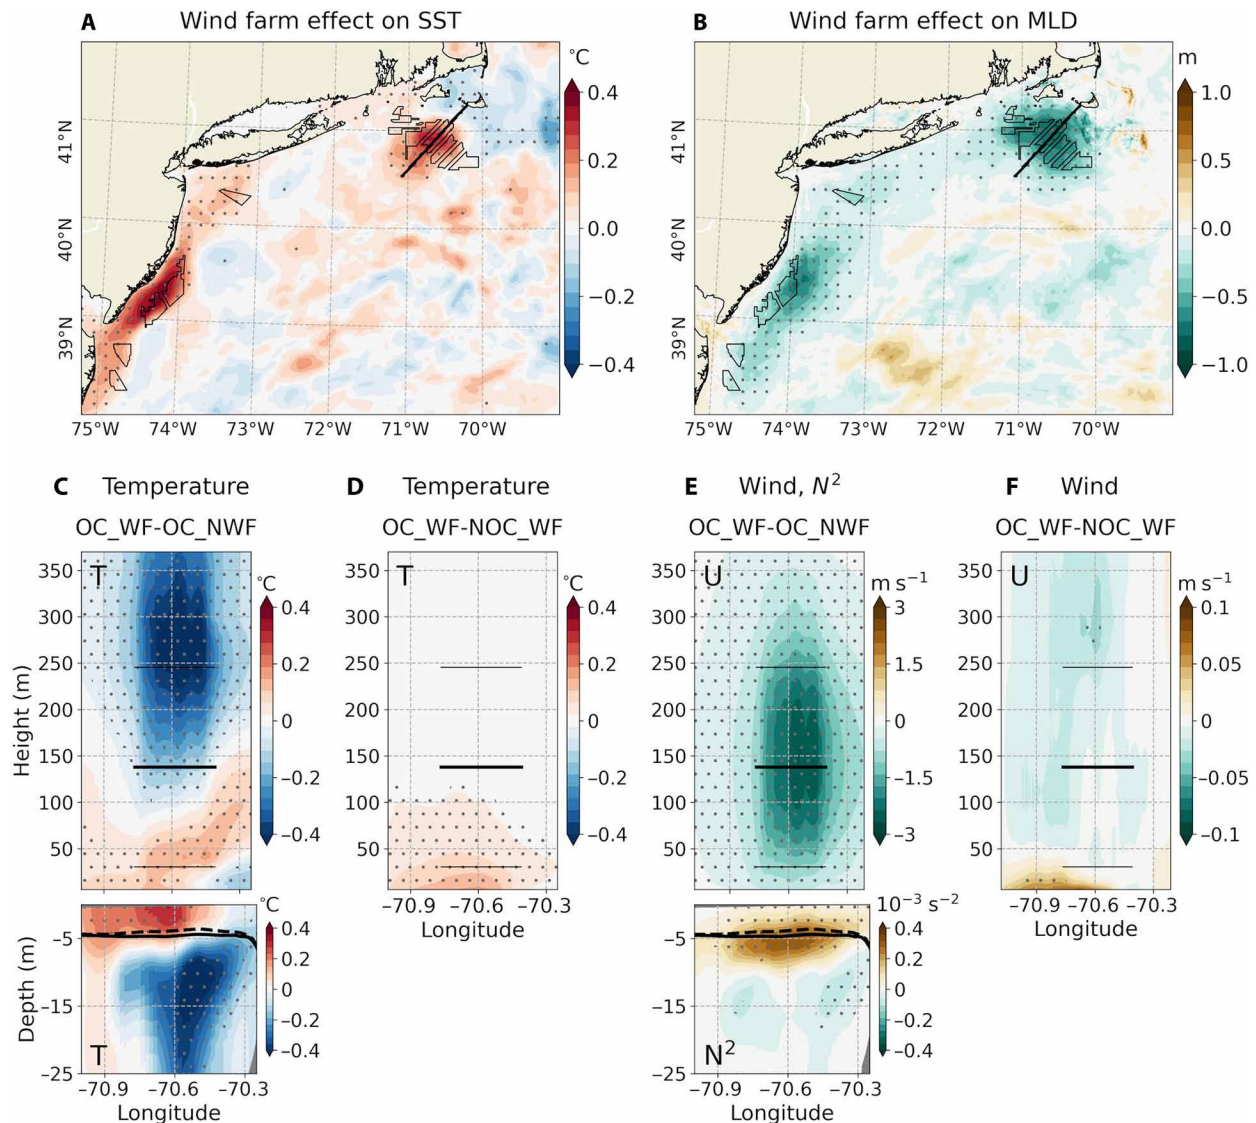 A Wind farm effect on SST
°C
0.4
0.2
0.0
−0.2
−0.4
41°N
40°N
39°N
75°W 74°W 73°W 72°W 71°W 70°W
B Wind farm effect on MLD
m
1.0
0.5
0.0
−0.5
−1.0
41°N
40°N
39°N
75°W 74°W 73°W 72°W 71°W 70°W
C Temperature
OC_WF-OC_NWF
T
°C
0.4
0.2
0
−0.2
−0.4
350
300
250
200
150
100
50
Height (m)
°C
0.4
0.2
0
−0.2
−0.4
−5
−15
−25
Depth (m)
T
−70.9 −70.6 −70.3
Longitude
D Temperature
OC_WF-NOC_WF
T
°C
0.4
0.2
0
−0.2
−0.4
350
300
250
200
150
100
50
−70.9 −70.6 −70.3
Longitude
E Wind, N²
OC_WF-OC_NWF
U
m s⁻¹
3
1.5
0
−1.5
−3
350
300
250
200
150
100
50
10⁻³ s⁻²
0.4
0.2
0
−0.2
−0.4
−5
−15
−25
N²
−70.9 −70.6 −70.3
Longitude
F Wind
OC_WF-NOC_WF
U
m s⁻¹
0.1
0.05
0
−0.05
−0.1
350
300
250
200
150
100
50
−70.9 −70.6 −70.3
Longitude